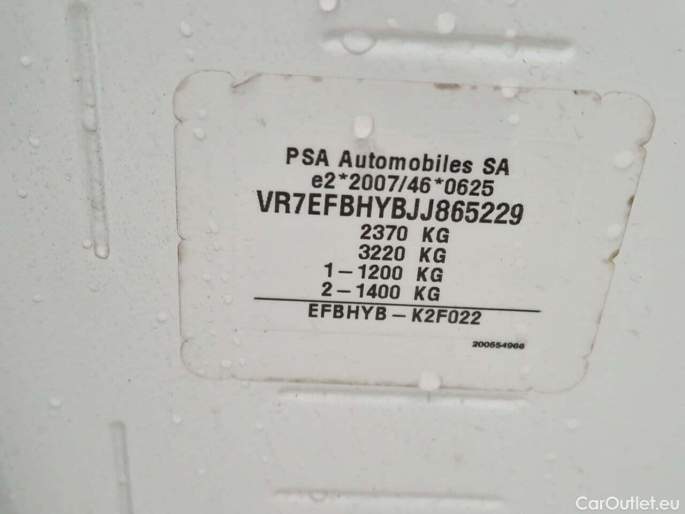 PSA Automobiles SA
e2*2007/46*0625
VR7EFBHYBJJ865229
2370 KG
3220 KG
1-1200 KG
2-1400 KG
EFBHYB-K2F022
200554966
CarOutlet.eu